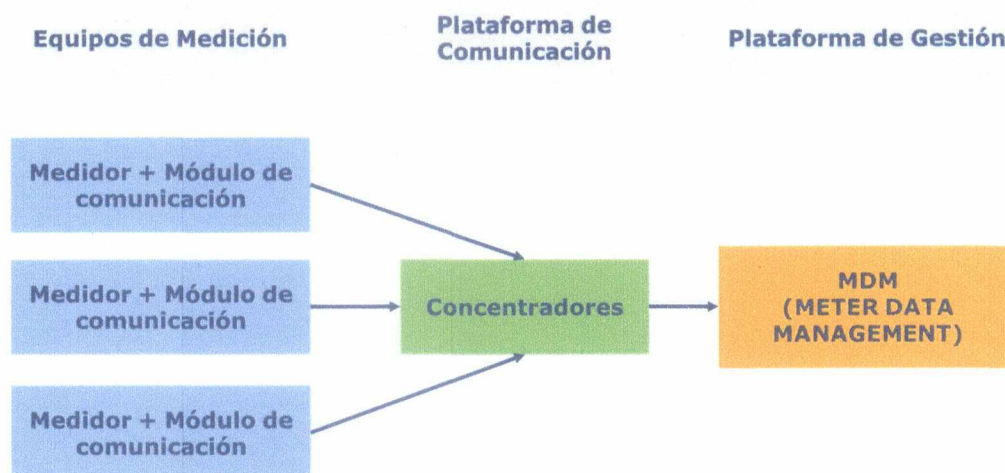 Equipos de Medición
Plataforma de
Comunicación
Plataforma de Gestión
Medidor + Módulo de
comunicación
Medidor + Módulo de
comunicación
Medidor + Módulo de
comunicación
Concentradores
MDM
(METER DATA
MANAGEMENT)